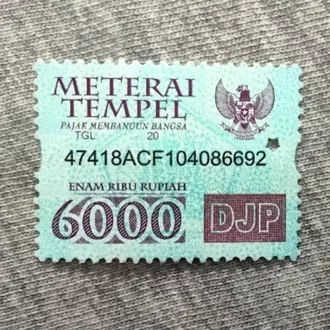 METERAI
TEMPEL
PAJAK MEMBANGUN BANGSA
TGL 20
47418ACF104086692
ENAM RIBU RUPIAH
6000 DJP